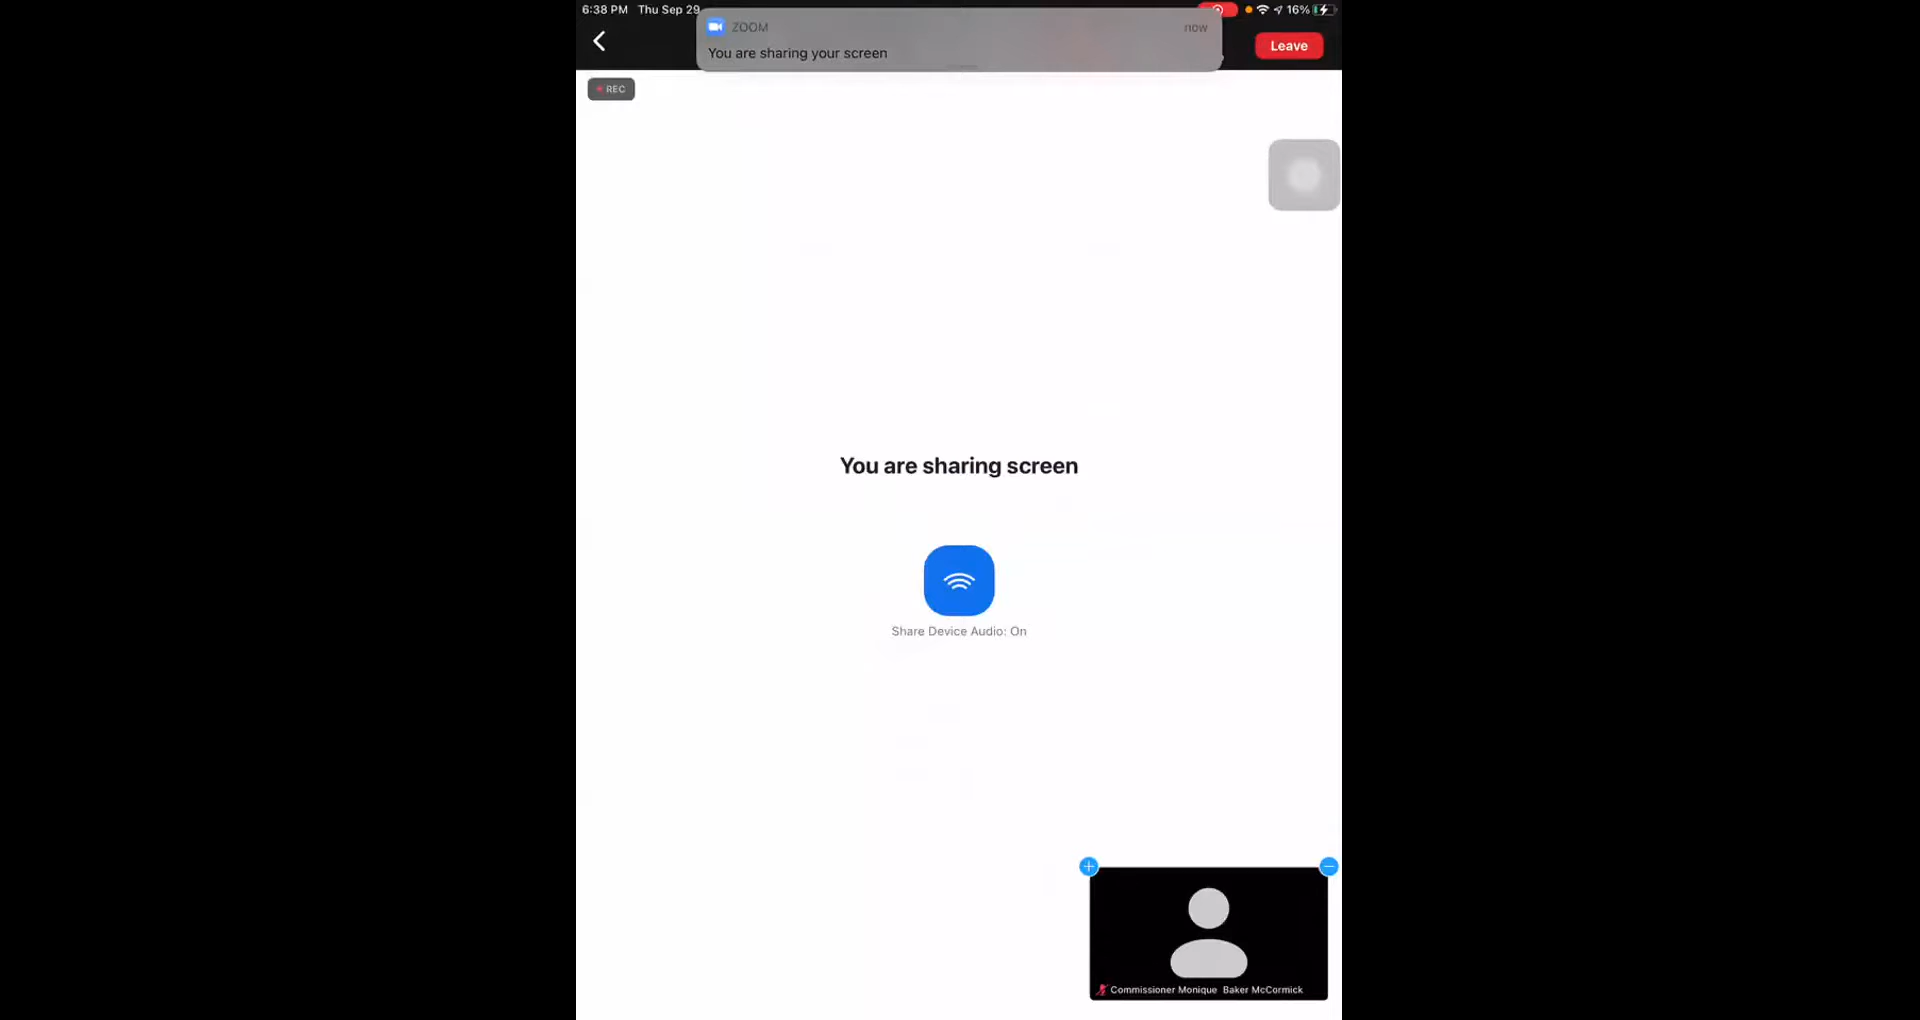 6:38 PM Thu Sep 29
16%
ZOOM
now
You are sharing your screen
Leave
REC
You are sharing screen
Share Device Audio: On
Commissioner Monique Baker McCormick